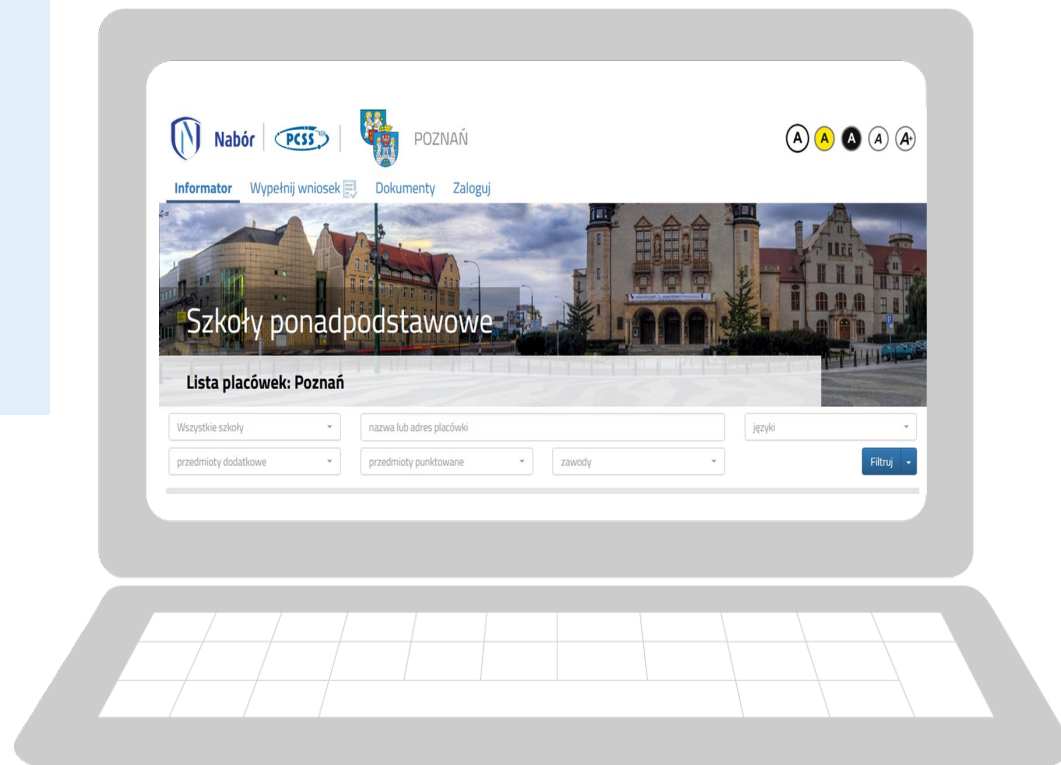 Nabór PCSS POZNAŃ A A A A A+
Informator Wypełnij wniosek Dokumenty Zaloguj
Szkoły ponadpodstawowe
Lista placówek: Poznań
Wszystkie szkoły nazwa lub adres placówki języki
przedmioty dodatkowe przedmioty punktowane zawody Filtruj